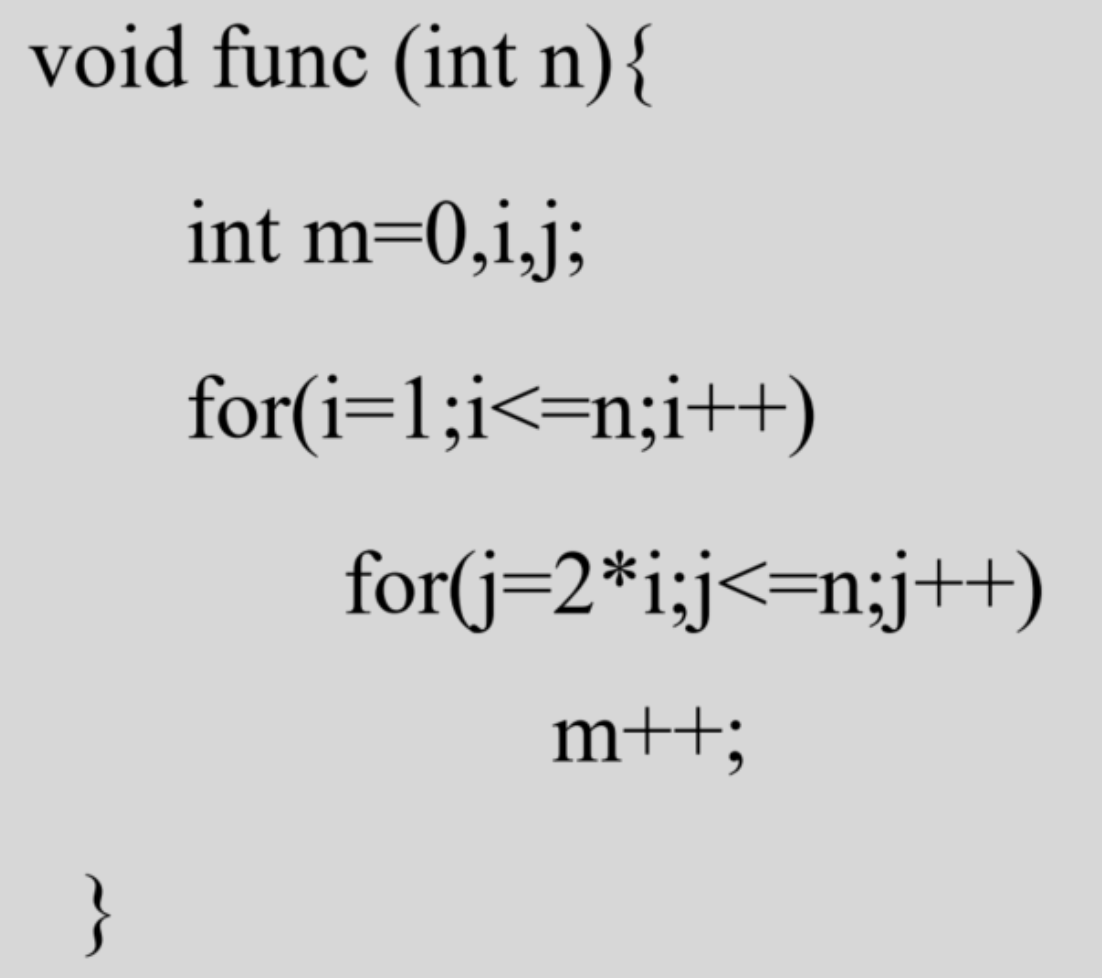 void func (int n){
int m=0,i,j;
for(i=1;i<=n;i++)
for(j=2*i;j<=n;j++)
m++;
}